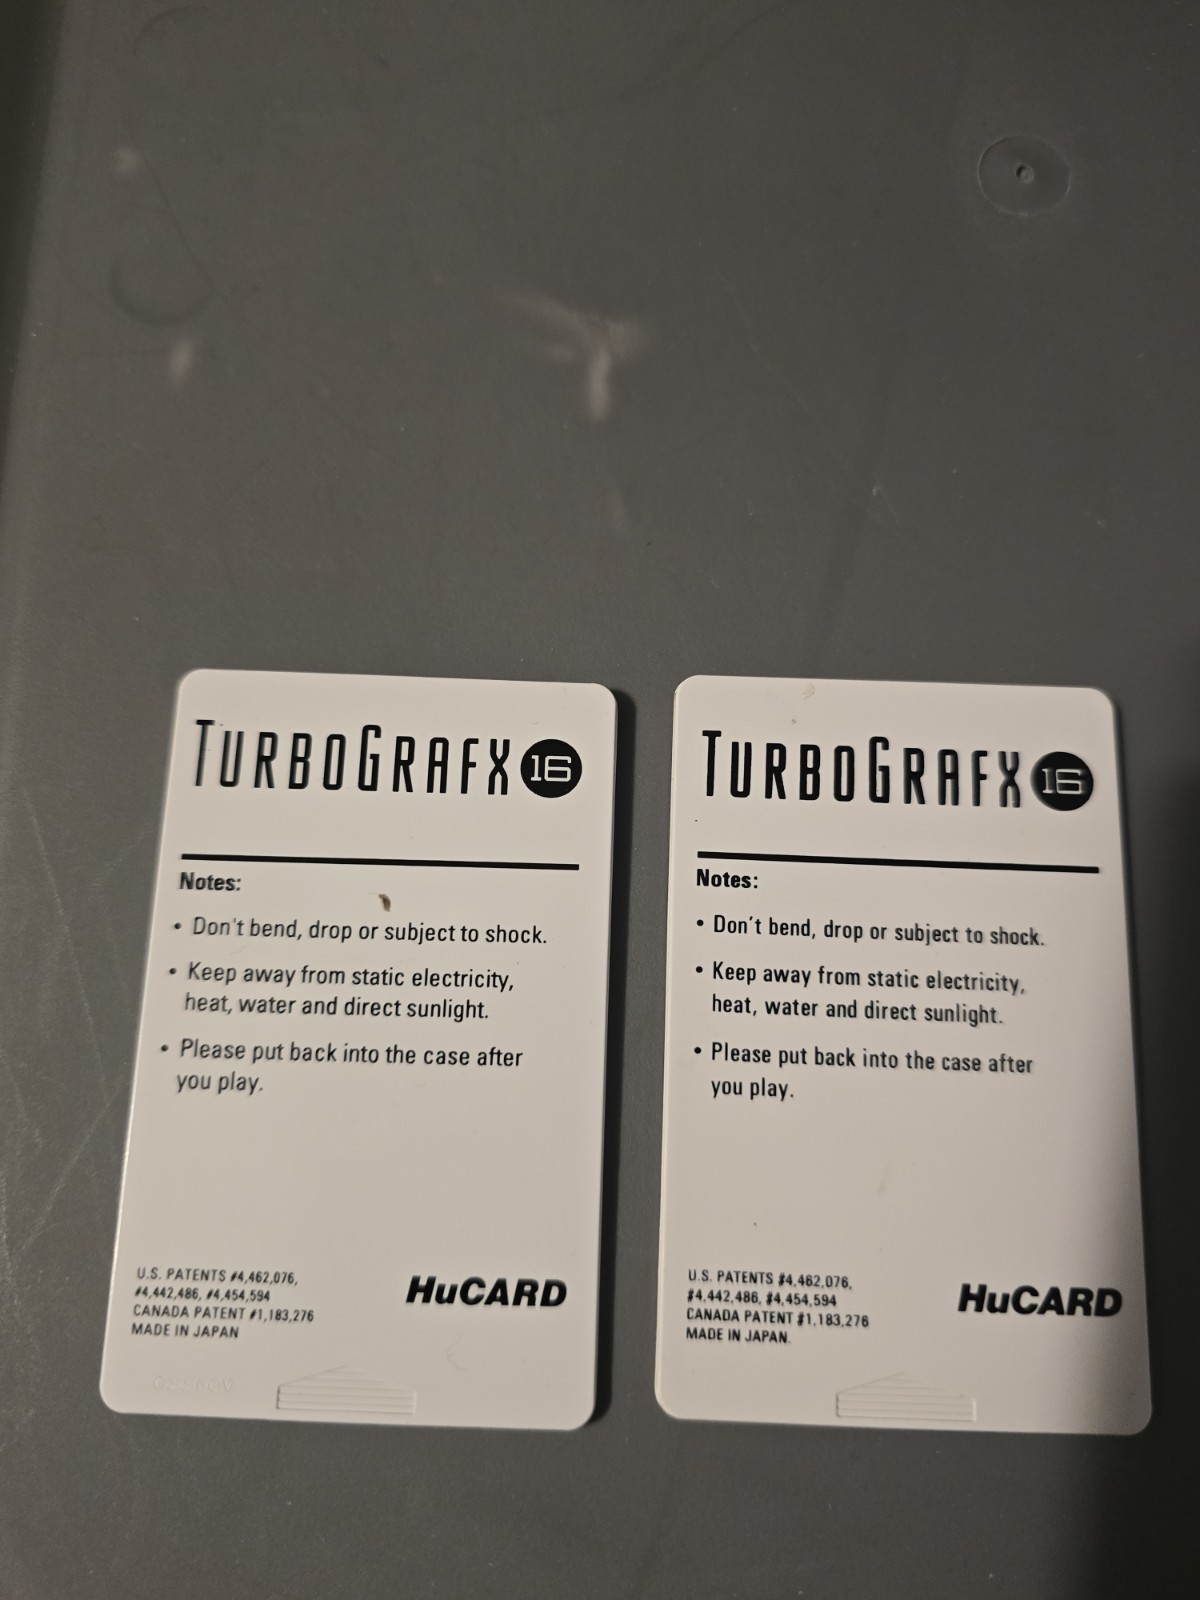 TURBOGRAFX 16
Notes:
• Don't bend, drop or subject to shock.
• Keep away from static electricity,
heat, water and direct sunlight.
• Please put back into the case after
you play.
U.S. PATENTS #4,462,076,
#4,442,486, #4,454,594
CANADA PATENT #1,183,276
MADE IN JAPAN
HuCARD
TURBOGRAFX 16
Notes:
• Don't bend, drop or subject to shock.
• Keep away from static electricity,
heat, water and direct sunlight.
• Please put back into the case after
you play.
U.S. PATENTS #4,462,076,
#4,442,486, #4,454,594
CANADA PATENT #1,183,276
MADE IN JAPAN.
HuCARD